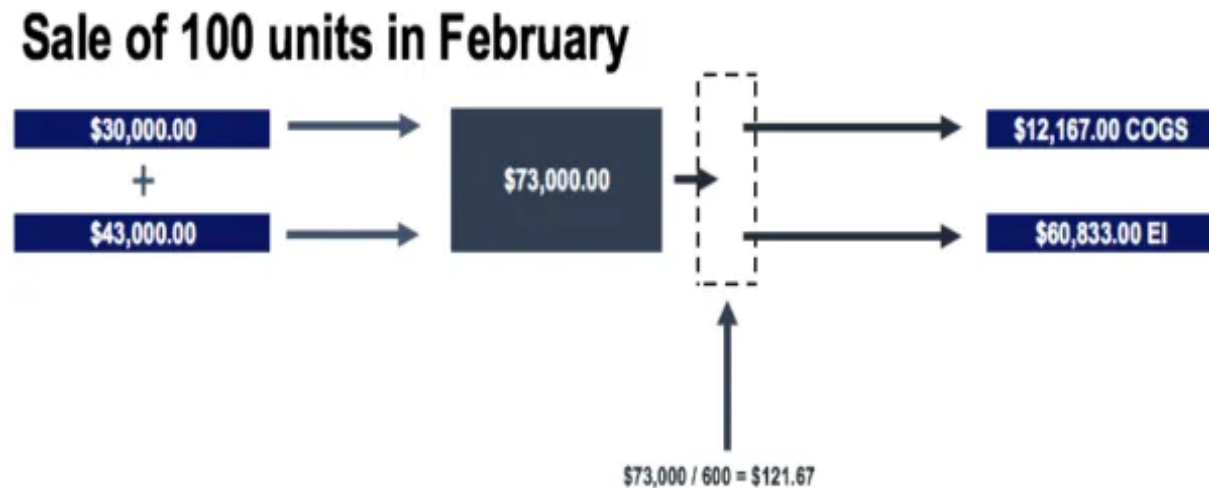 Sale of 100 units in February
$30,000.00
+
$43,000.00
$73,000.00
$12,167.00 COGS
$60,833.00 EI
$73,000 / 600 = $121.67